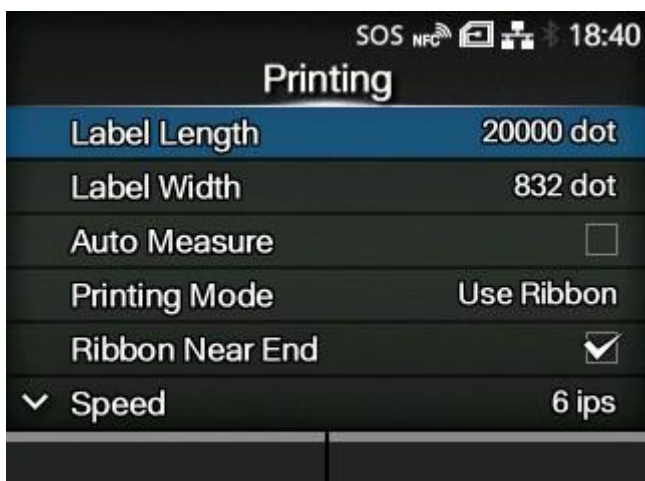 SOS NFC 18:40
Printing
Label Length 20000 dot
Label Width 832 dot
Auto Measure
Printing Mode Use Ribbon
Ribbon Near End
Speed 6 ips